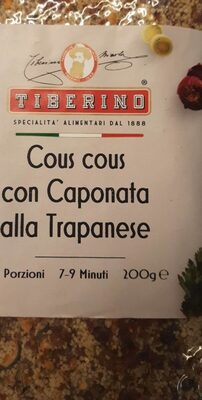 TIBERINO
®
SPECIALITA' ALIMENTARI DAL 1888
Cous cous
con Caponata
alla Trapanese
Porzioni 7-9 Minuti 200g e